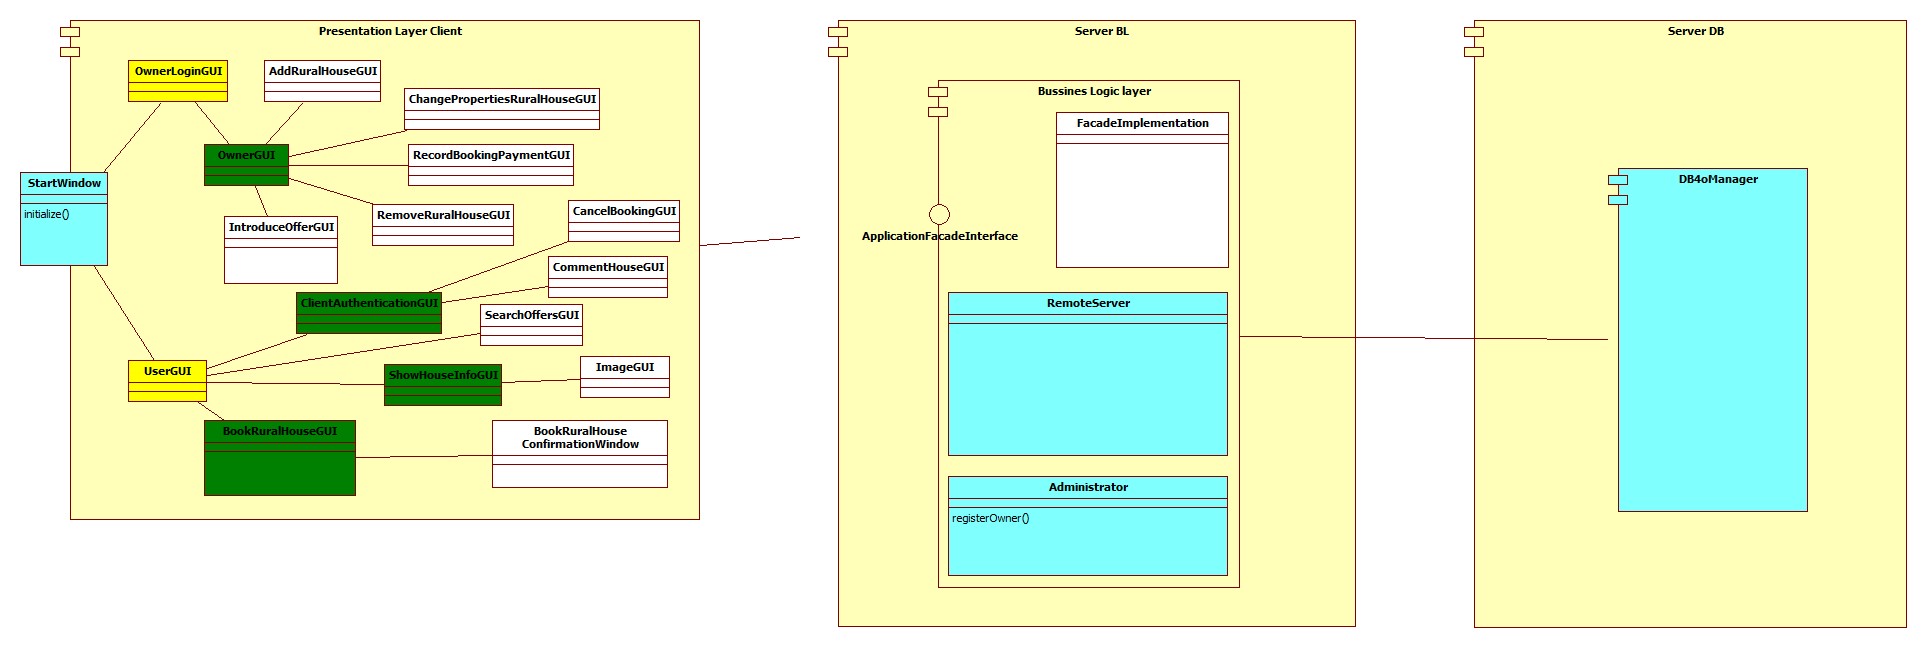 Presentation Layer Client
OwnerLoginGUI
AddRuralHouseGUI
ChangePropertiesRuralHouseGUI
OwnerGUI
RecordBookingPaymentGUI
StartWindow
initialize()
IntroduceOfferGUI
RemoveRuralHouseGUI
CancelBookingGUI
CommentHouseGUI
ClientAuthenticationGUI
SearchOffersGUI
UserGUI
ShowHouseInfoGUI
ImageGUI
BookRuralHouseGUI
BookRuralHouse
ConfirmationWindow
Server BL
Bussines Logic layer
FacadeImplementation
ApplicationFacadeInterface
RemoteServer
Administrator
registerOwner()
Server DB
DB4oManager